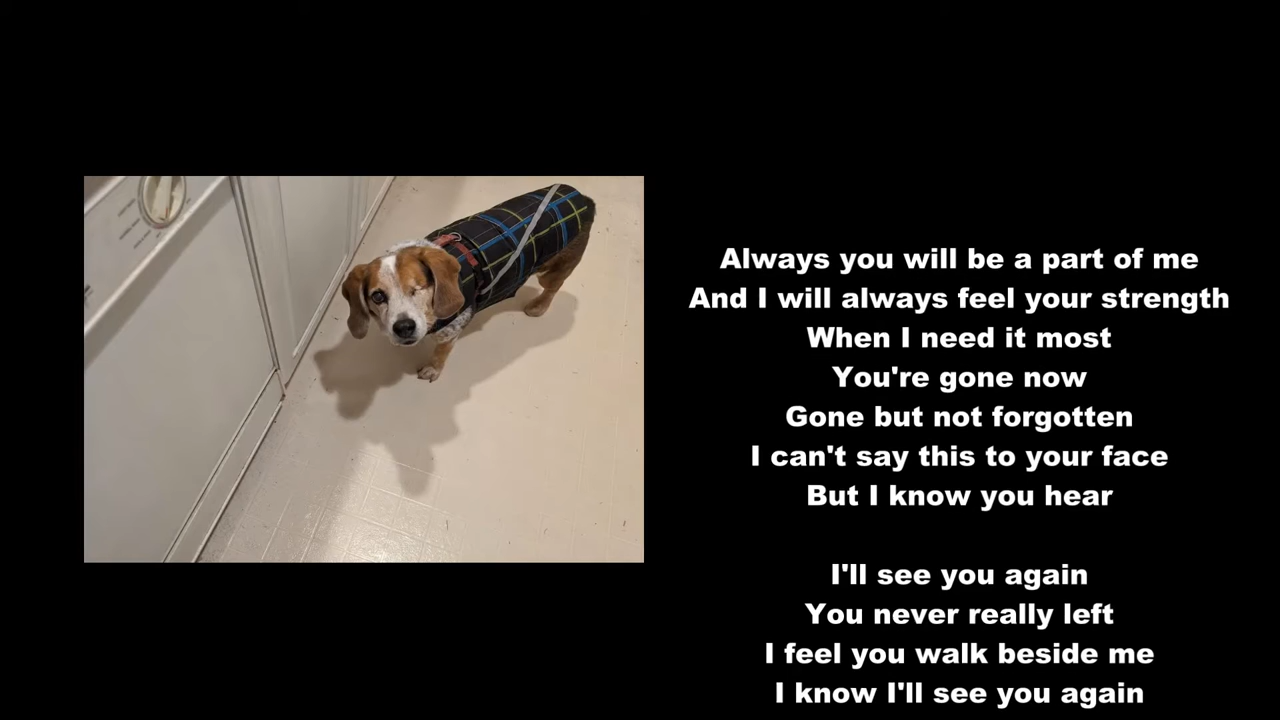 Always you will be a part of me
And I will always feel your strength
When I need it most
You're gone now
Gone but not forgotten
I can't say this to your face
But I know you hear
I'll see you again
You never really left
I feel you walk beside me
I know I'll see you again